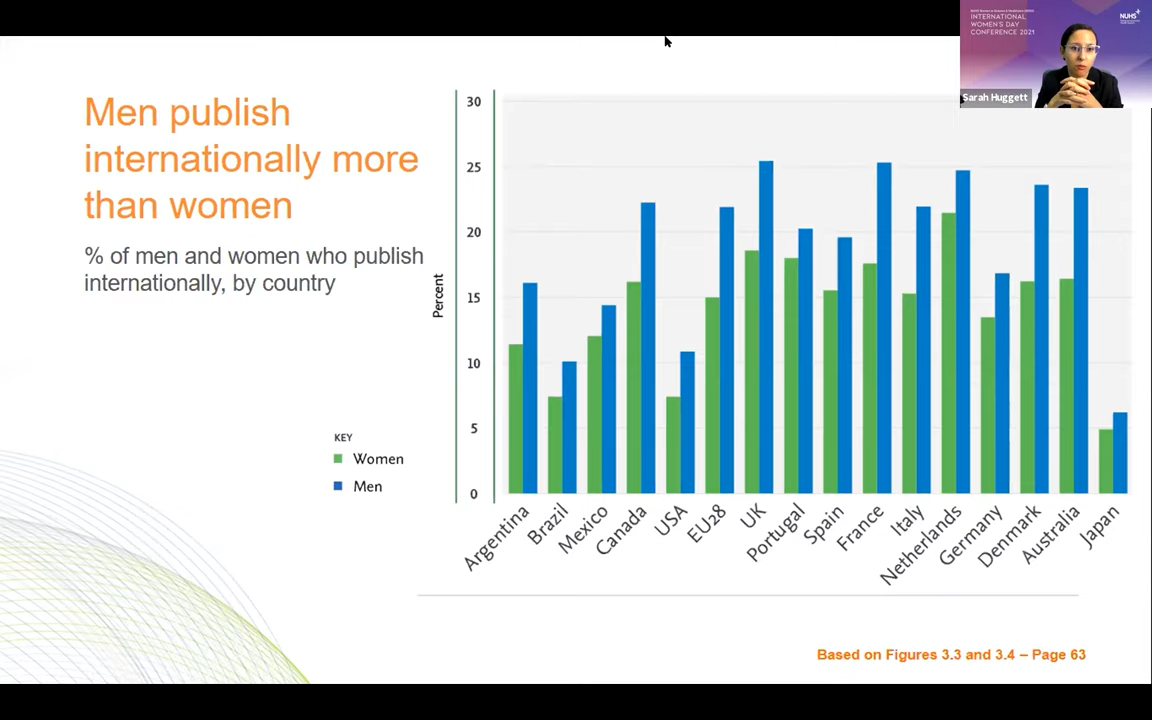 INTERNATIONAL
WOMEN'S DAY
CONFERENCE 2021
NUHS
Sarah Huggett
Men publish
internationally more
than women
% of men and women who publish
internationally, by country
KEY
Women
Men
Percent
30
25
20
15
10
5
0
Argentina
Brazil
Mexico
Canada
USA
EU28
UK
Portugal
Spain
France
Italy
Netherlands
Germany
Denmark
Australia
Japan
Based on Figures 3.3 and 3.4 – Page 63